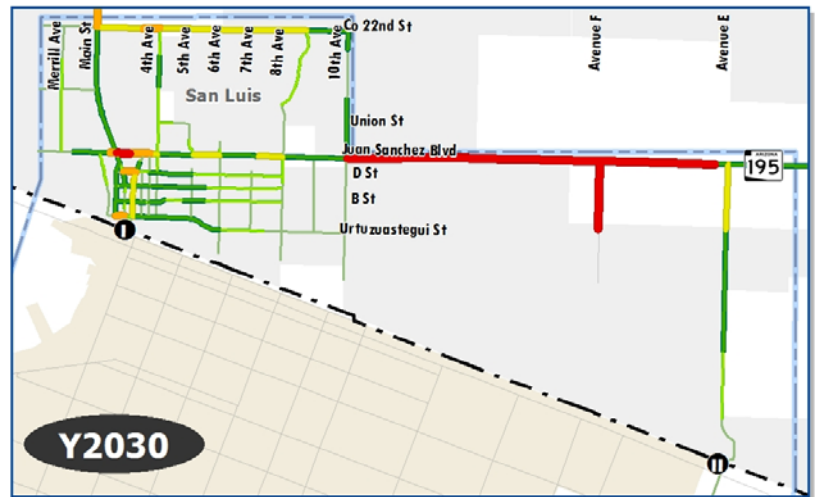 Merrill Ave
Main St
4th Ave
5th Ave
6th Ave
7th Ave
8th Ave
10th Ave
Co 22nd St
Avenue F
Avenue E
San Luis
Union St
Juan Sanchez Blvd
ARIZONA
195
D St
B St
Urtuzuastegui St
I
II
Y2030